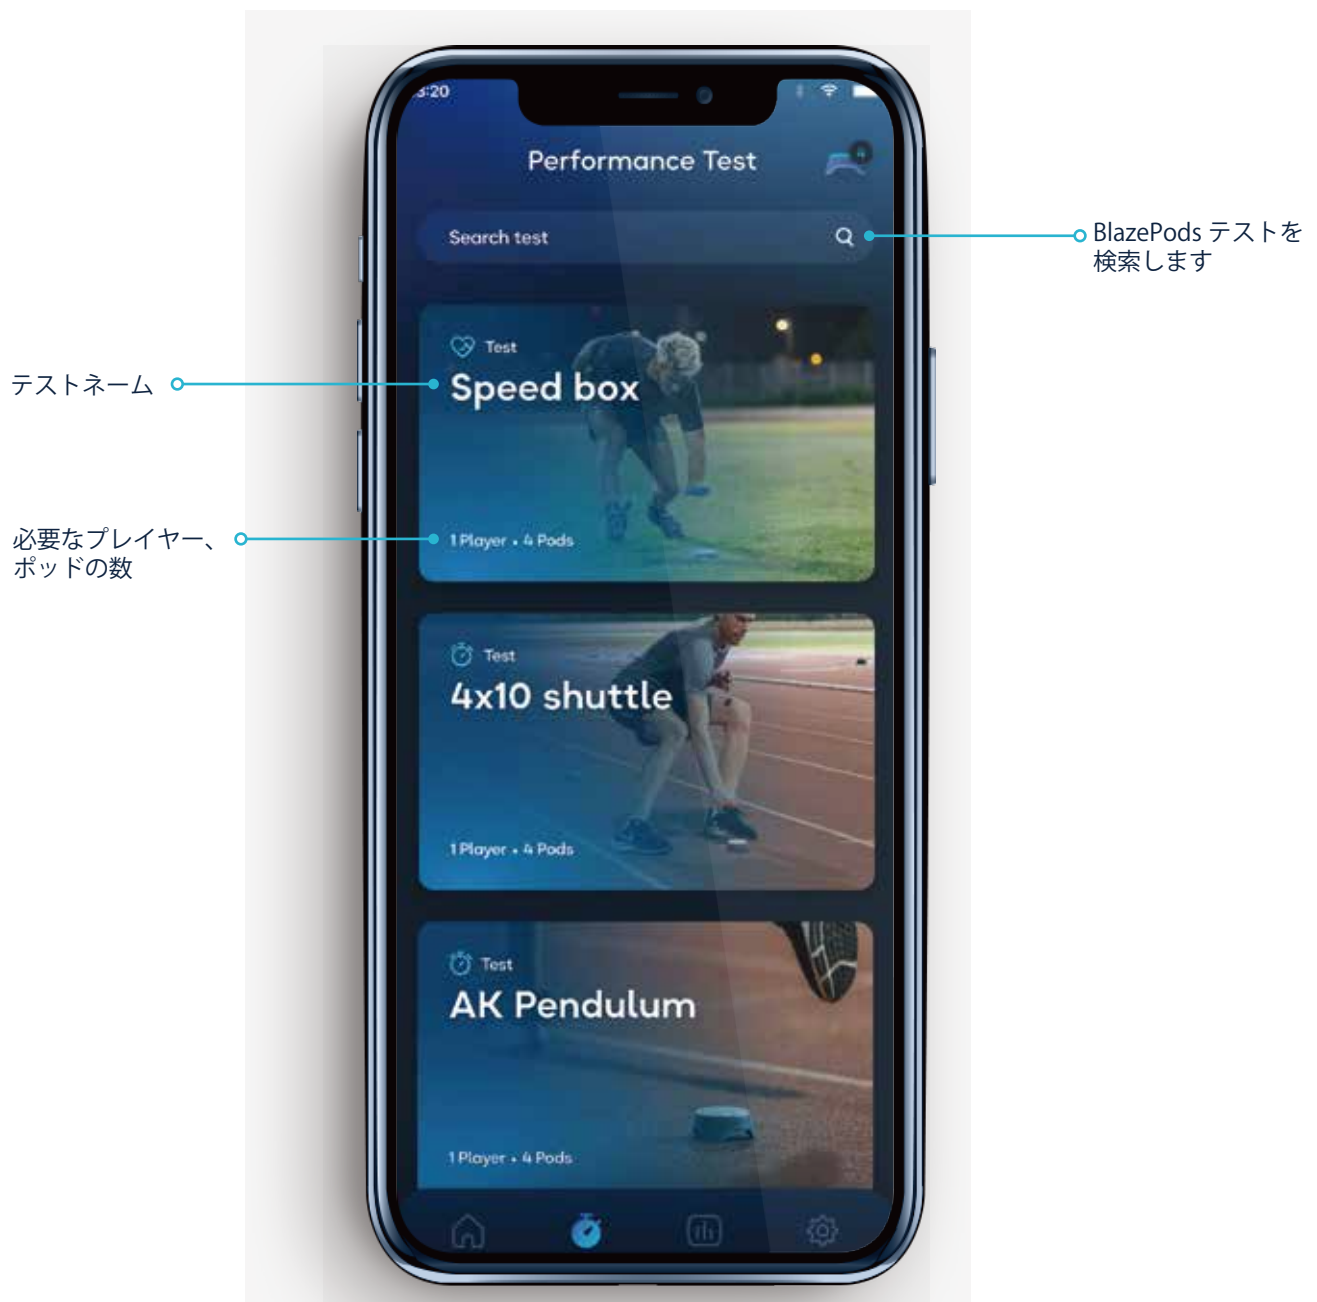 3:20
Performance Test
Search test
BlazePods テストを
検索します
Test
Speed box
テストネーム
1 Player • 4 Pods
必要なプレイヤー、
ポッドの数
Test
4x10 shuttle
1 Player • 4 Pods
Test
AK Pendulum
1 Player • 4 Pods